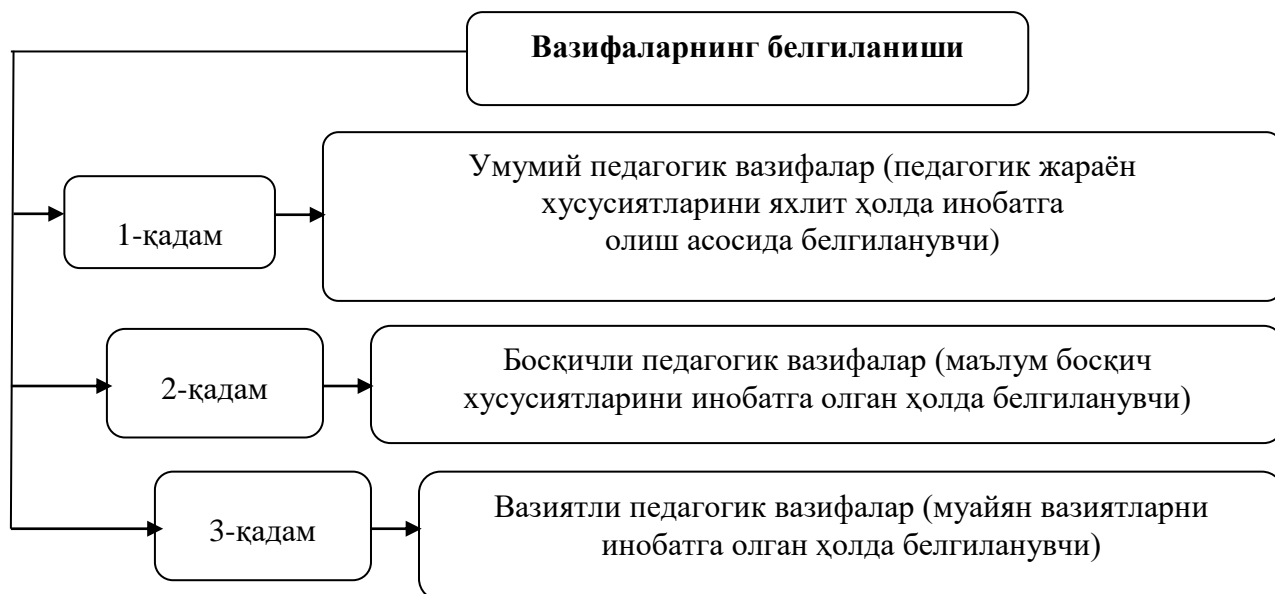 Вазифаларнинг белгиланиши
1-қадам
Умумий педагогик вазифалар (педагогик жараён
хусусиятларини яхлит ҳолда инобатга
олиш асосида белгиланувчи)
2-қадам
Босқичли педагогик вазифалар (маълум босқич
хусусиятларини инобатга олган ҳолда белгиланувчи)
3-қадам
Вазиятли педагогик вазифалар (муайян вазиятларни
инобатга олган ҳолда белгиланувчи)